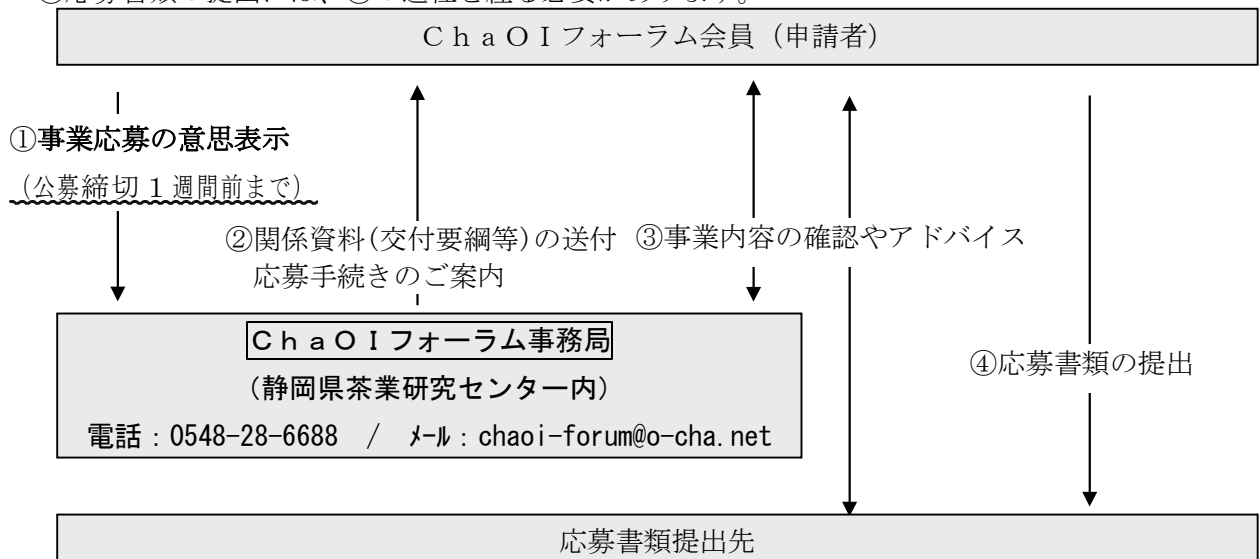 ＣｈａＯＩフォーラム会員（申請者）
①事業応募の意思表示
（公募締切１週間前まで）
②関係資料(交付要綱等)の送付
応募手続きのご案内
③事業内容の確認やアドバイス
ＣｈａＯＩフォーラム事務局
（静岡県茶業研究センター内）
電話：0548-28-6688　/　ﾒｰﾙ：chaoi-forum@o-cha.net
④応募書類の提出
応募書類提出先